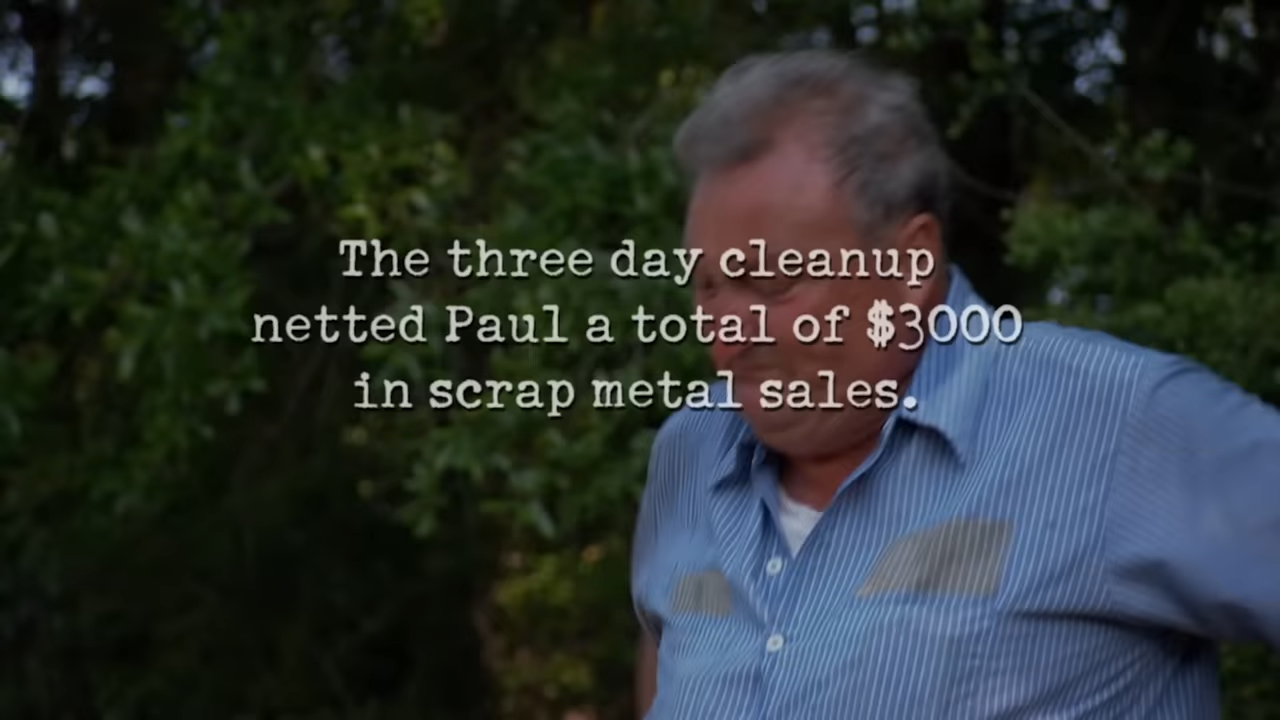 The three day cleanup
netted Paul a total of $3000
in scrap metal sales.